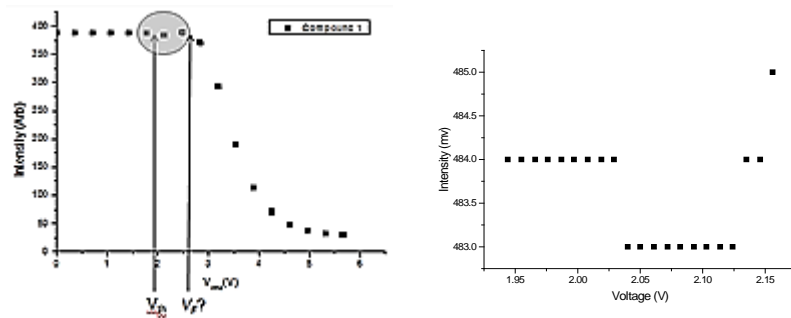 400
350
300
250
200
150
100
50
0
Intensity (Arb)
Compound 1
0 1 2 3 4 5 6
(V)
V_th
V_F?
485.0
484.5
484.0
483.5
483.0
Intensity (mv)
1.95 2.00 2.05 2.10 2.15
Voltage (V)